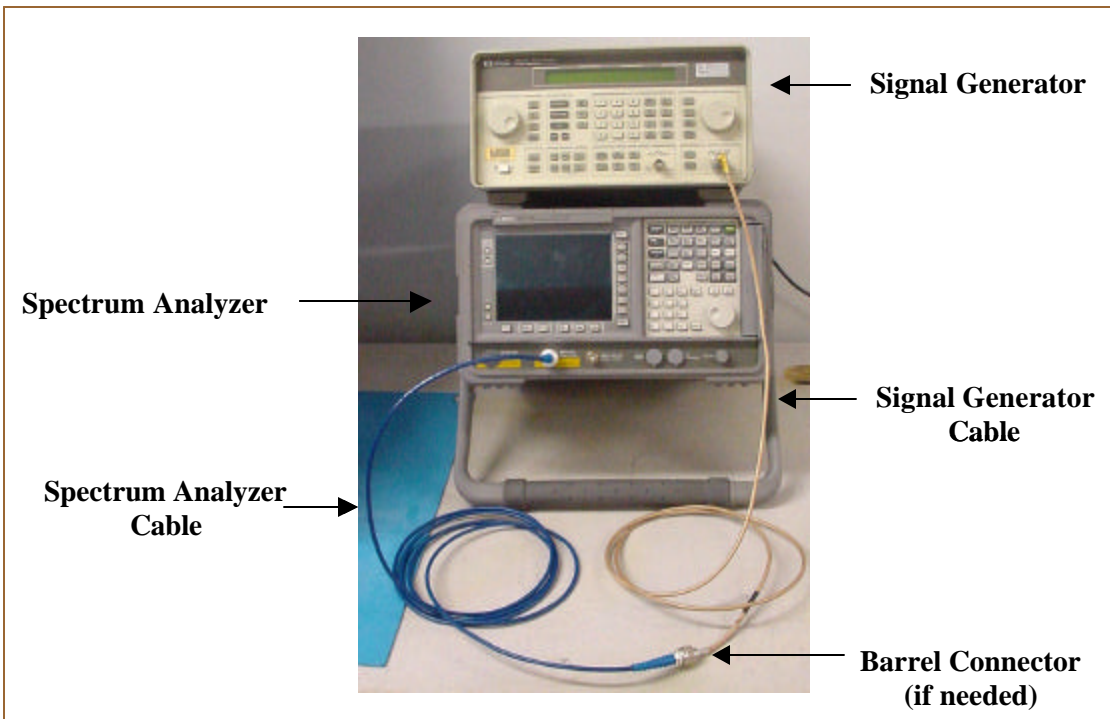 Signal Generator
Spectrum Analyzer
Signal Generator
Cable
Spectrum Analyzer
Cable
Barrel Connector
(if needed)